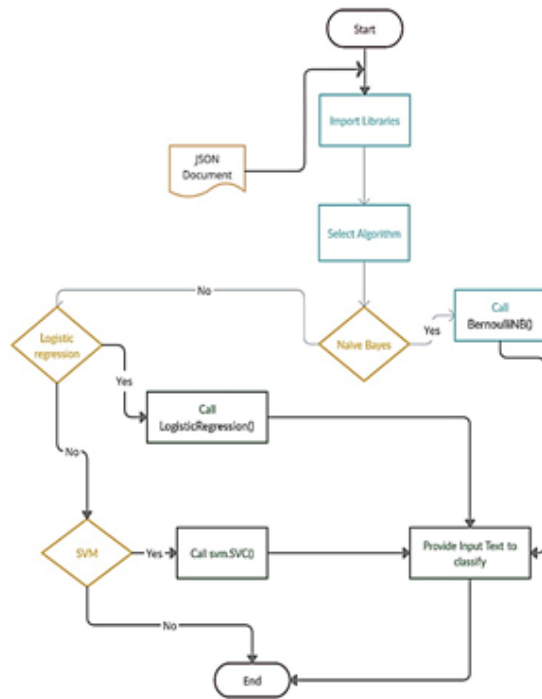 Start
Import Libraries
JSON
Document
Select Algorithm
No
Logistic
regression
Naive Bayes
Yes
Call
BernoulliNB()
Yes
Call
LogisticRegression()
No
SVM
Yes
Call svm.SVC()
Provide Input Text to
classify
No
End